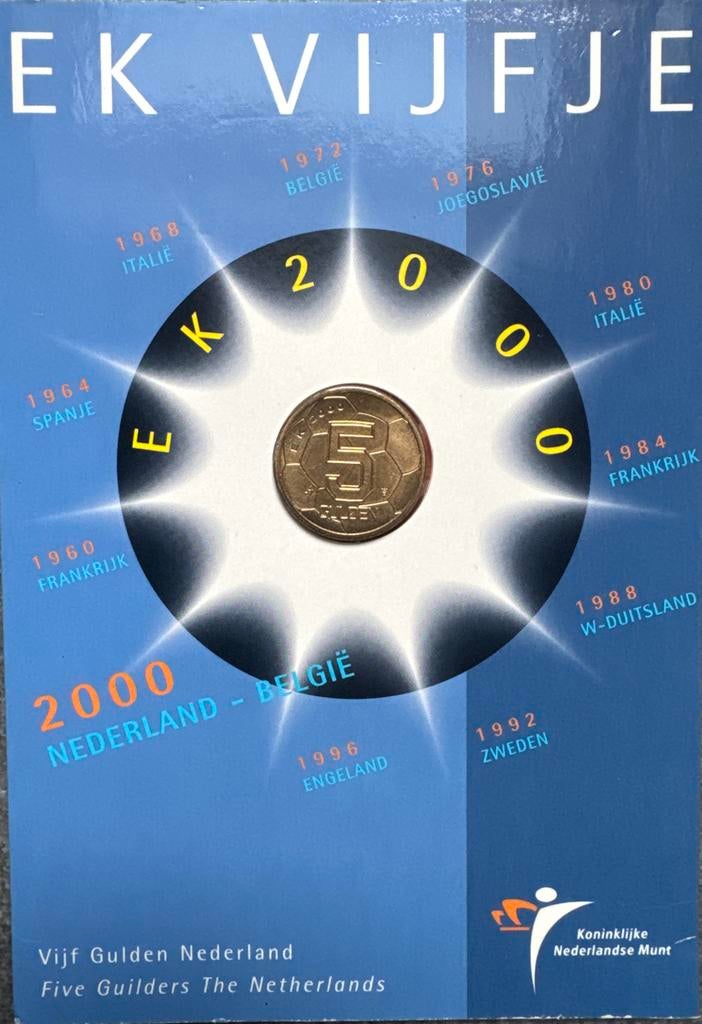 EK VIJFJE
1972
BELGIË
1976
JOEGOSLAVIË
1968
ITALIË
1980
ITALIË
EK2000
1964
SPANJE
1984
FRANKRIJK
EK 2000
5
GULDEN
1960
FRANKRIJK
1988
W-DUITSLAND
2000
NEDERLAND - BELGIË
1992
ZWEDEN
1996
ENGELAND
Koninklijke
Nederlandse Munt
Vijf Gulden Nederland
Five Guilders The Netherlands